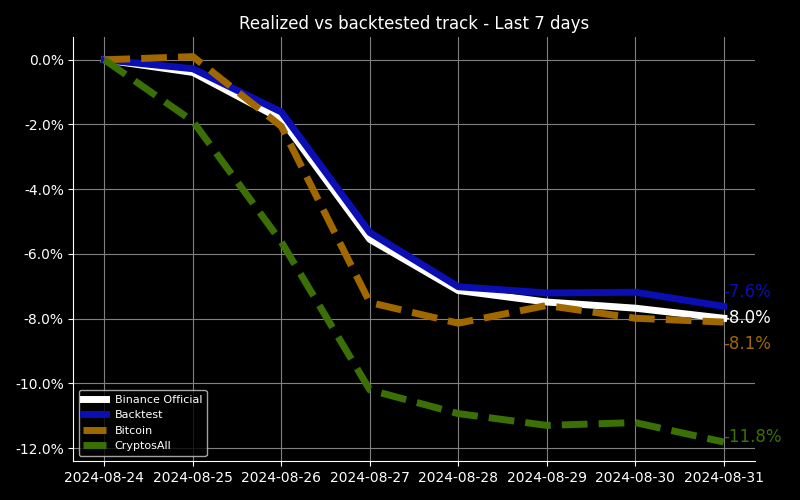 Realized vs backtested track - Last 7 days
0.0%
-2.0%
-4.0%
-6.0%
-8.0%
-10.0%
-12.0%
-7.6%
-8.0%
-8.1%
-11.8%
Binance Official
Backtest
Bitcoin
CryptosAll
2024-08-24 2024-08-25 2024-08-26 2024-08-27 2024-08-28 2024-08-29 2024-08-30 2024-08-31